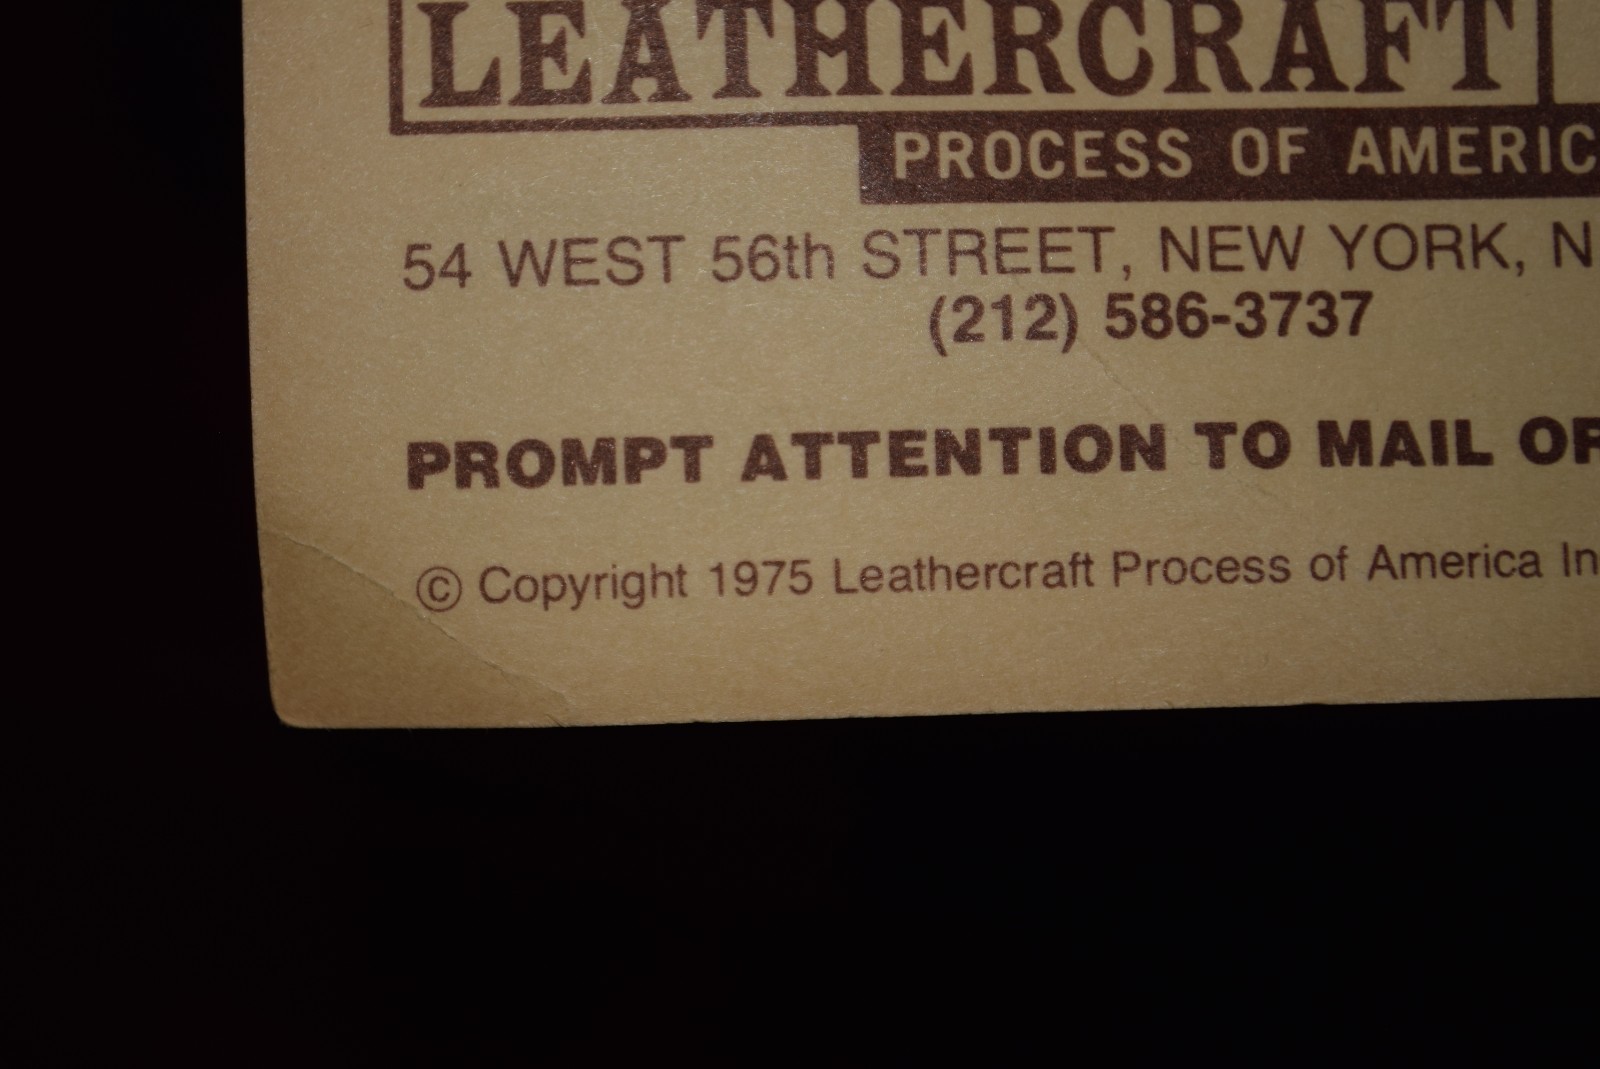 LEATHERCRAFT
PROCESS OF AMERIC
54 WEST 56th STREET, NEW YORK, N
(212) 586-3737
PROMPT ATTENTION TO MAIL OR
© Copyright 1975 Leathercraft Process of America In